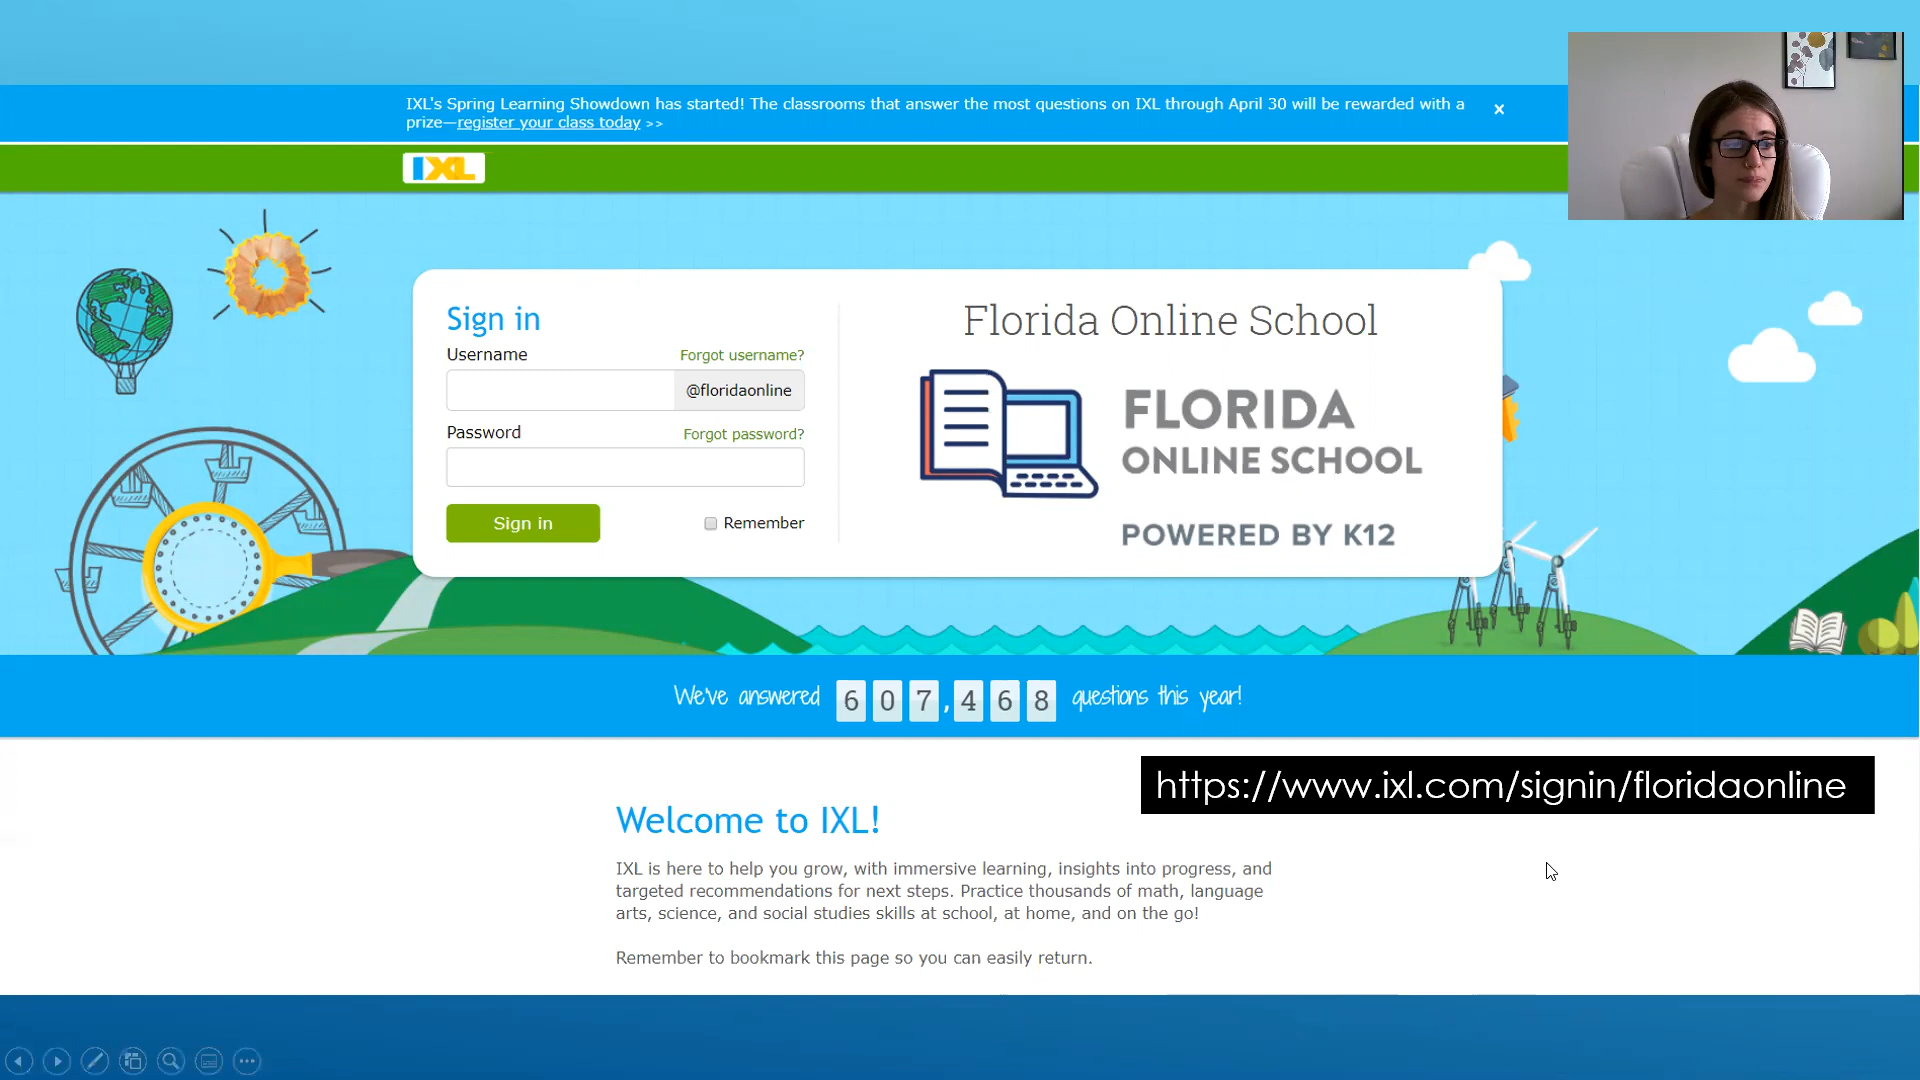 IXL's Spring Learning Showdown has started! The classrooms that answer the most questions on IXL through April 30 will be rewarded with a
prize—register your class today >>
IXL
Sign in
Username
Forgot username?
@floridaonline
Password
Forgot password?
Sign in
Remember
Florida Online School
FLORIDA
ONLINE SCHOOL
POWERED BY K12
We've answered 607,468 questions this year!
https://www.ixl.com/signin/floridaonline
Welcome to IXL!
IXL is here to help you grow, with immersive learning, insights into progress, and
targeted recommendations for next steps. Practice thousands of math, language
arts, science, and social studies skills at school, at home, and on the go!
Remember to bookmark this page so you can easily return.